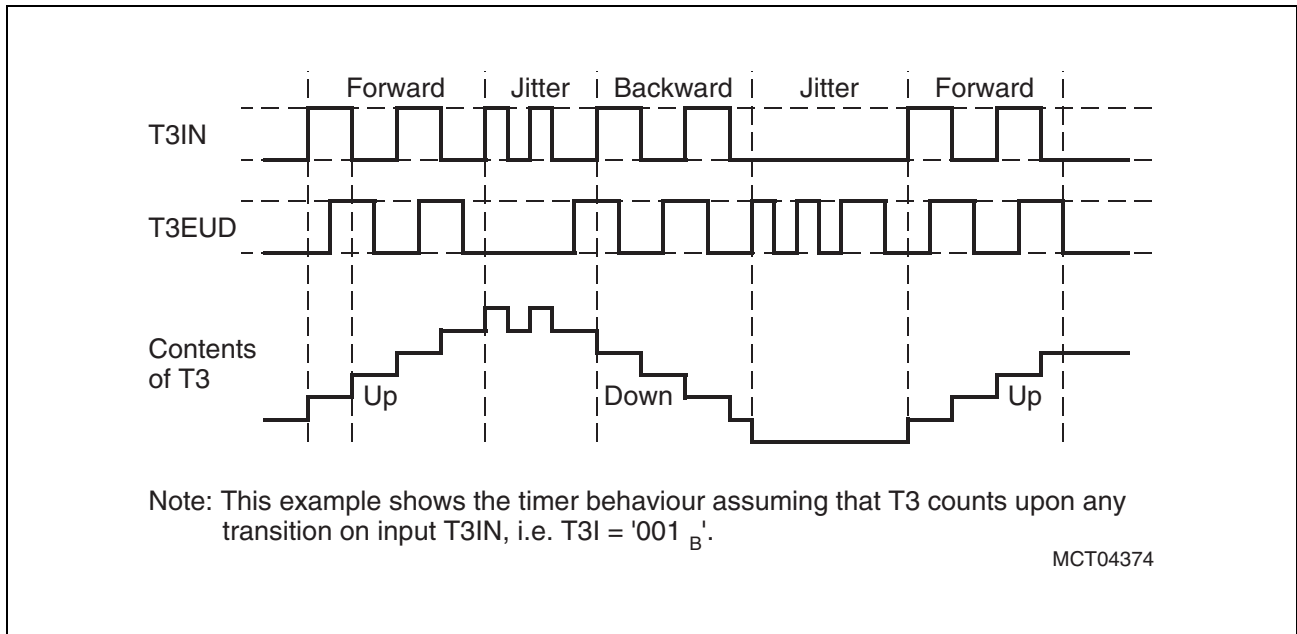 Forward Jitter Backward Jitter Forward
T3IN
T3EUD
Contents
of T3
Up Down Up
Note: This example shows the timer behaviour assuming that T3 counts upon any
transition on input T3IN, i.e. T3I = '001 B'.
MCT04374